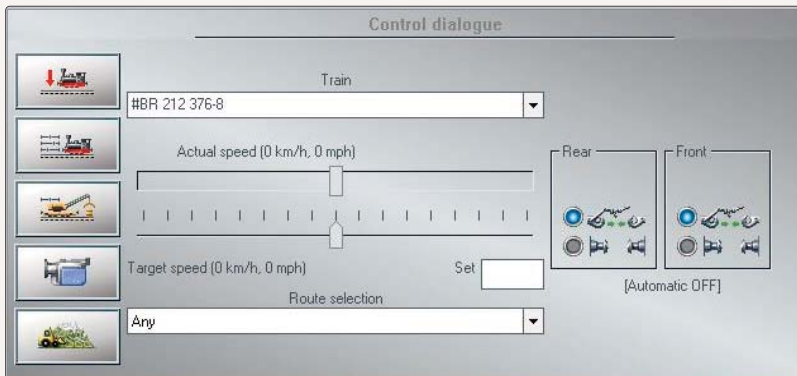 Control dialogue
Train
#BR 212 376-8
Actual speed (0 km/h, 0 mph)
Rear
Front
Target speed (0 km/h, 0 mph)
Set
[Automatic OFF]
Route selection
Any